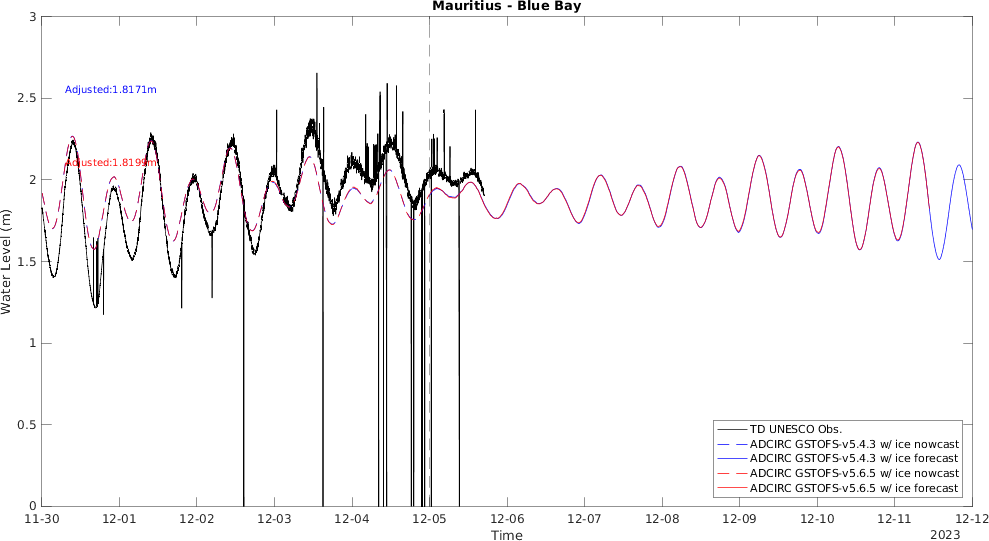 Mauritius - Blue Bay
3
2.5
2
1.5
1
0.5
0
Water Level (m)
Adjusted:1.8171m
Adjusted:1.8199m
TD UNESCO Obs.
ADCIRC GSTOFS-v5.4.3 w/ ice nowcast
ADCIRC GSTOFS-v5.4.3 w/ ice forecast
ADCIRC GSTOFS-v5.6.5 w/ ice nowcast
ADCIRC GSTOFS-v5.6.5 w/ ice forecast
11-30 12-01 12-02 12-03 12-04 12-05 12-06 12-07 12-08 12-09 12-10 12-11 12-12
Time
2023